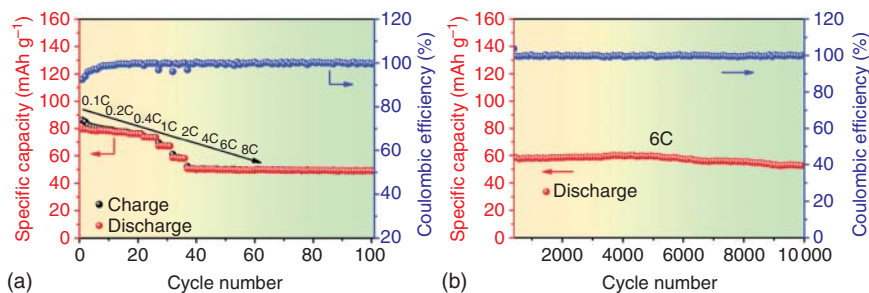 160
140
120
100
80
60
40
20
0
Specific capacity (mAh g⁻¹)
0.1C
0.2C
0.4C
1C
2C
4C
6C
8C
Charge
Discharge
120
100
80
60
40
20
Coulombic efficiency (%)
0 20 40 60 80 100
(a)
Cycle number
160
140
120
100
80
60
40
20
0
Specific capacity (mAh g⁻¹)
6C
Discharge
120
100
80
60
40
20
0
Coulombic efficiency (%)
2000 4000 6000 8000 10000
(b)
Cycle number